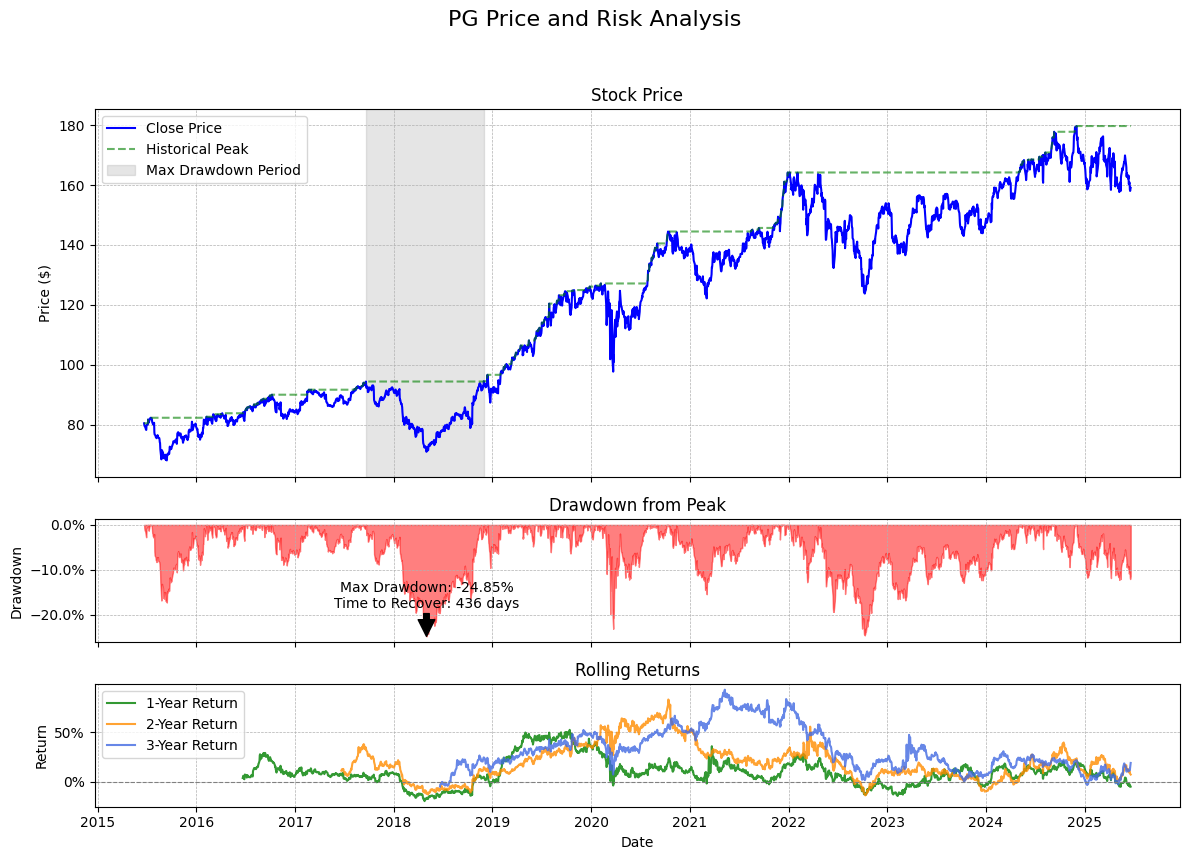 PG Price and Risk Analysis
Stock Price
Close Price
Historical Peak
Max Drawdown Period
Price ($)
180
160
140
120
100
80
Drawdown from Peak
Drawdown
0.0%
−10.0%
−20.0%
Max Drawdown: -24.85%
Time to Recover: 436 days
Rolling Returns
1-Year Return
2-Year Return
3-Year Return
Return
50%
0%
2015 2016 2017 2018 2019 2020 2021 2022 2023 2024 2025
Date